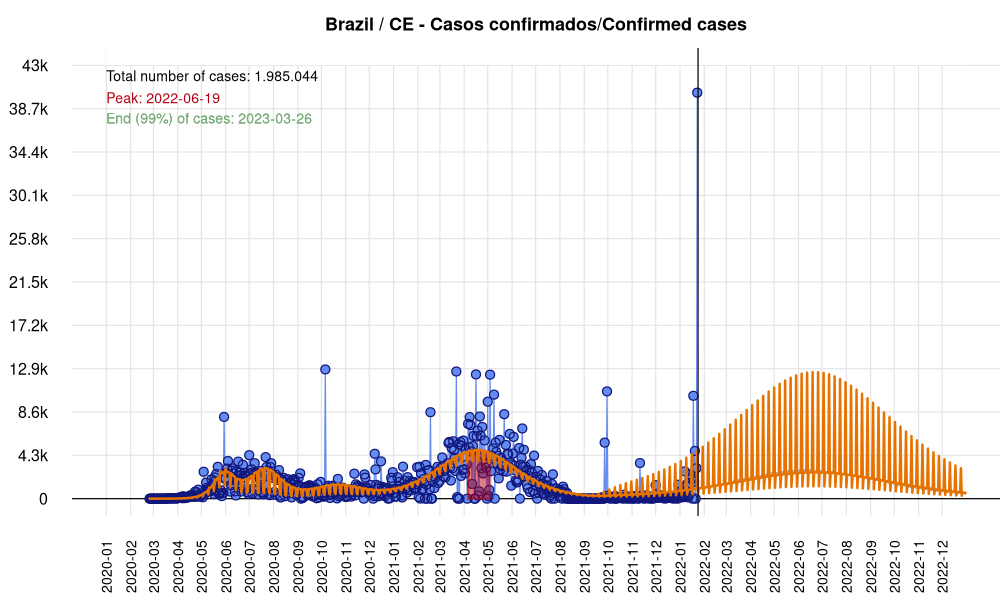 Brazil / CE - Casos confirmados/Confirmed cases
Total number of cases: 1.985.044
Peak: 2022-06-19
End (99%) of cases: 2023-03-26
43k
38.7k
34.4k
30.1k
25.8k
21.5k
17.2k
12.9k
8.6k
4.3k
0
2020-01
2020-02
2020-03
2020-04
2020-05
2020-06
2020-07
2020-08
2020-09
2020-10
2020-11
2020-12
2021-01
2021-02
2021-03
2021-04
2021-05
2021-06
2021-07
2021-08
2021-09
2021-10
2021-11
2021-12
2022-01
2022-02
2022-03
2022-04
2022-05
2022-06
2022-07
2022-08
2022-09
2022-10
2022-11
2022-12